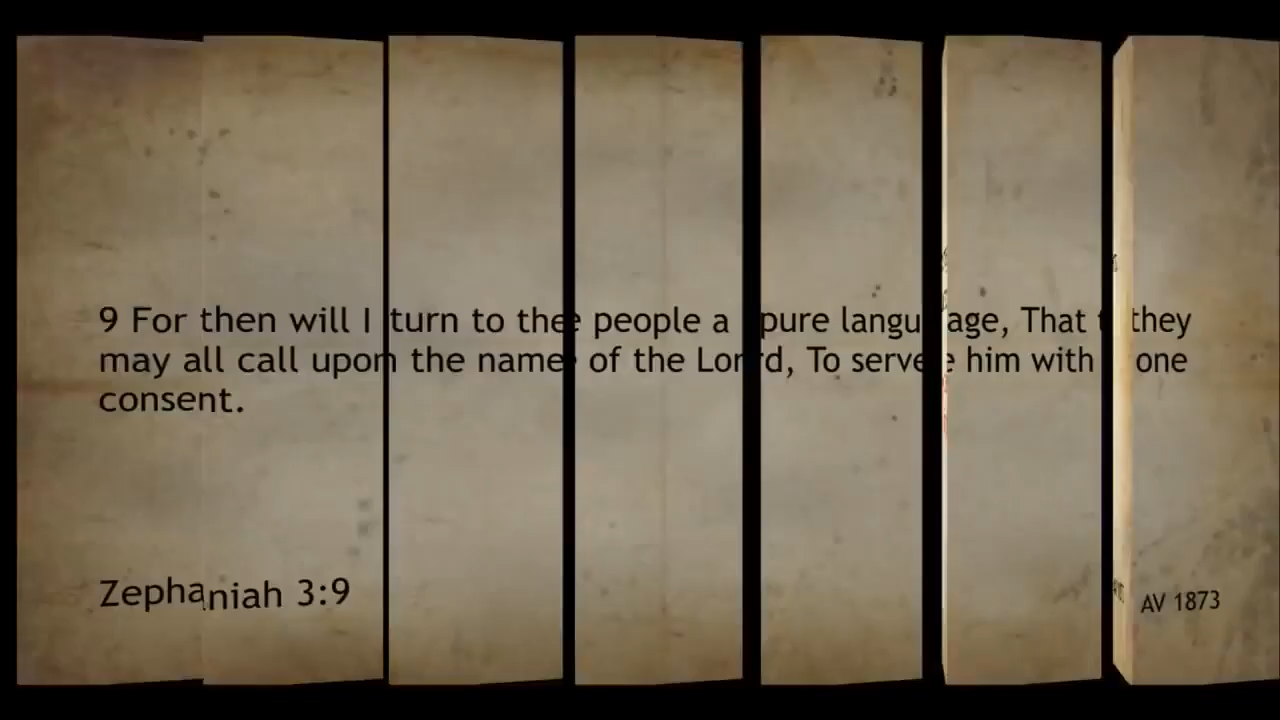 9 For then will I turn to the people a pure language, That they
may all call upon the name of the Lord, To serve him with one
consent.
Zephaniah 3:9
AV 1873